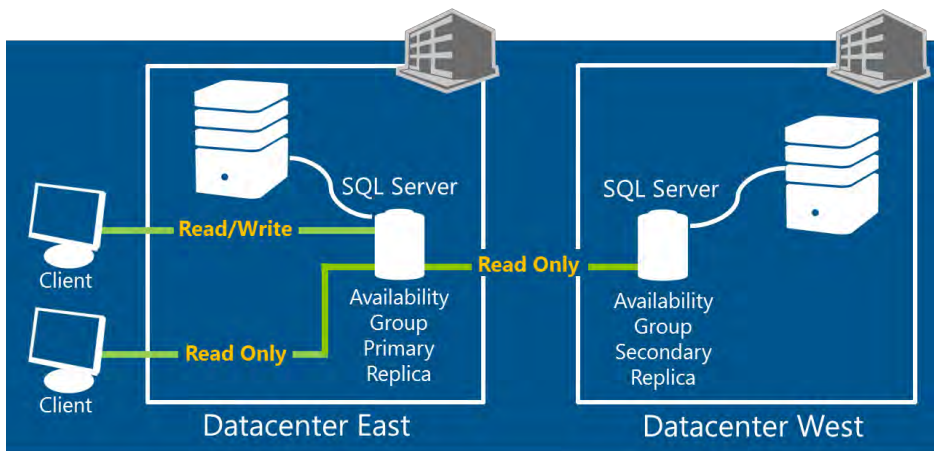 SQL Server
Read/Write
Client
Read Only
Client
Availability
Group
Primary
Replica
Datacenter East
Read Only
SQL Server
Availability
Group
Secondary
Replica
Datacenter West